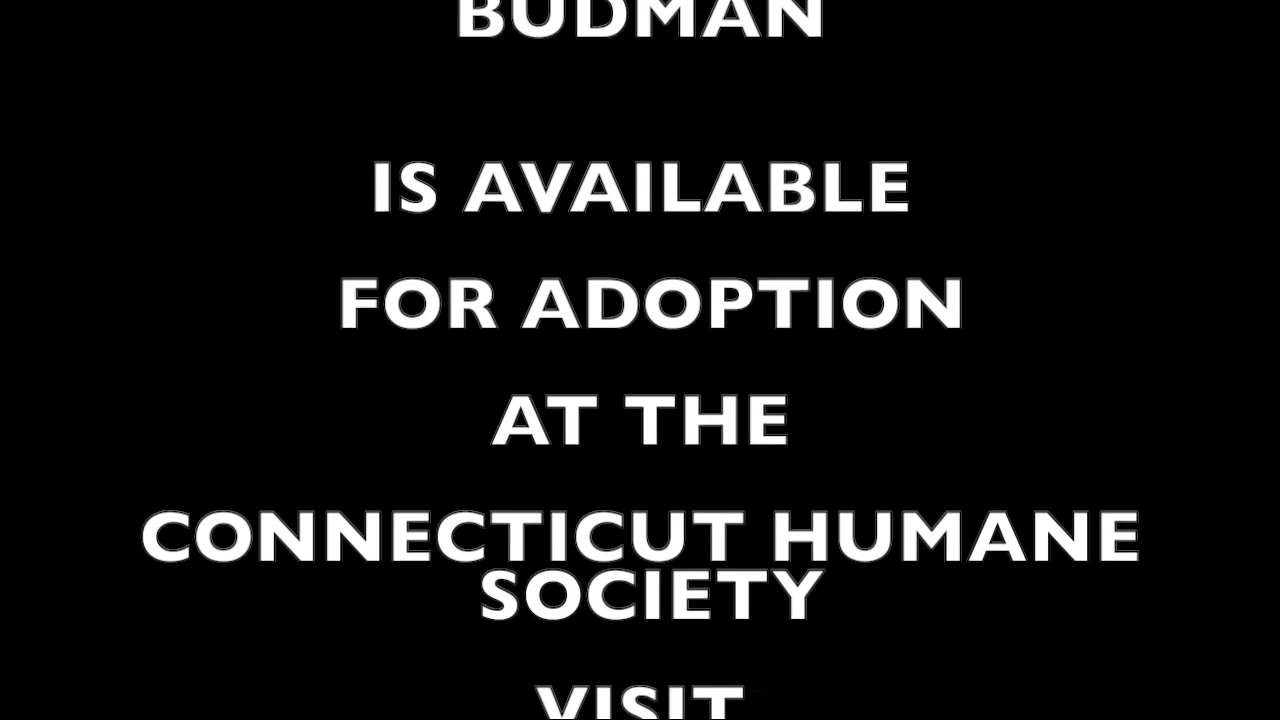 BUDMAN
IS AVAILABLE
FOR ADOPTION
AT THE
CONNECTICUT HUMANE
SOCIETY
VISIT